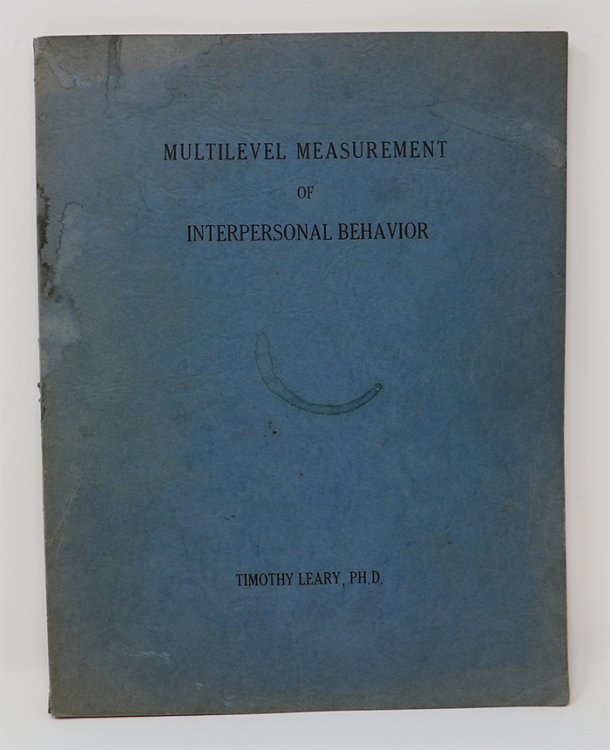 MULTILEVEL MEASUREMENT
OF
INTERPERSONAL BEHAVIOR
TIMOTHY LEARY, PH.D.